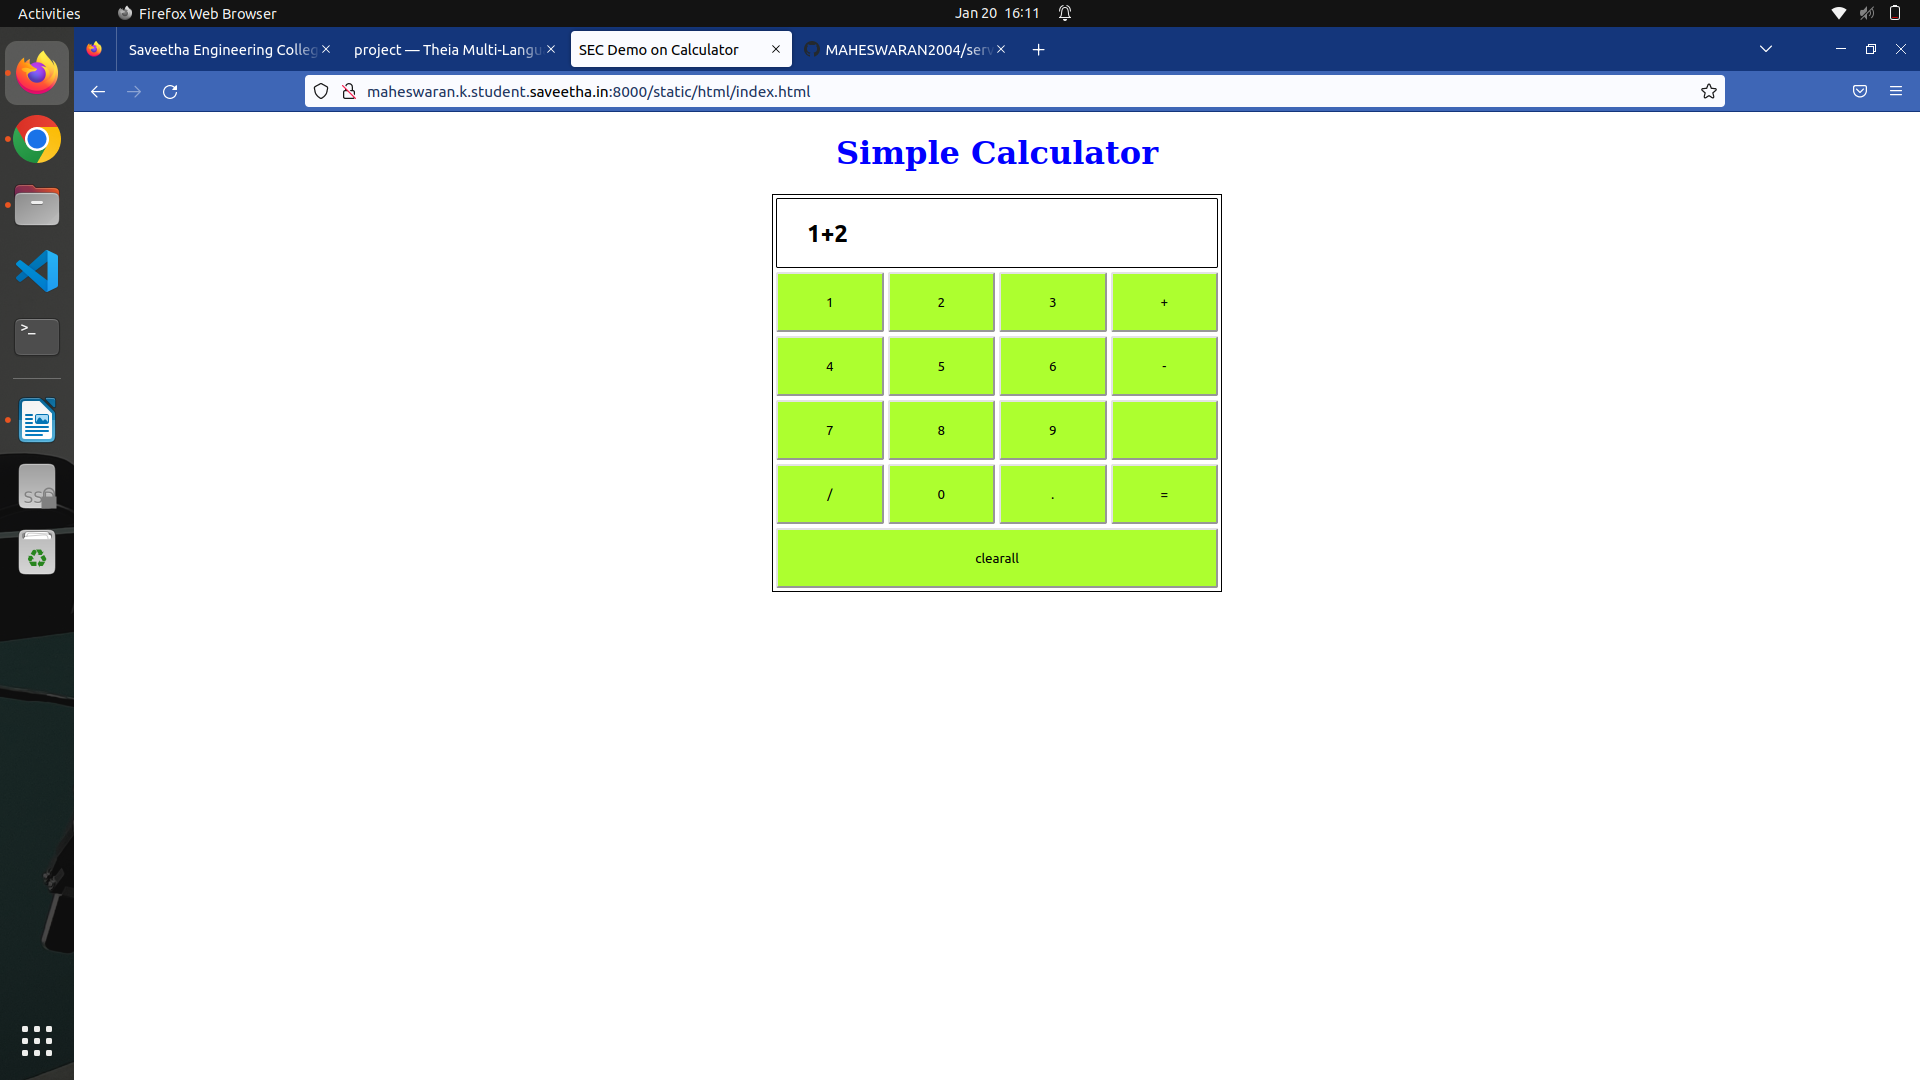 Activities Firefox Web Browser Jan 20 16:11
Saveetha Engineering Colleg project — Theia Multi-Langu SEC Demo on Calculator MAHESWARAN2004/serv
maheswaran.k.student.saveetha.in:8000/static/html/index.html
Simple Calculator
1+2
1 2 3 +
4 5 6 -
7 8 9
/ 0 . =
clearall
>_
SS